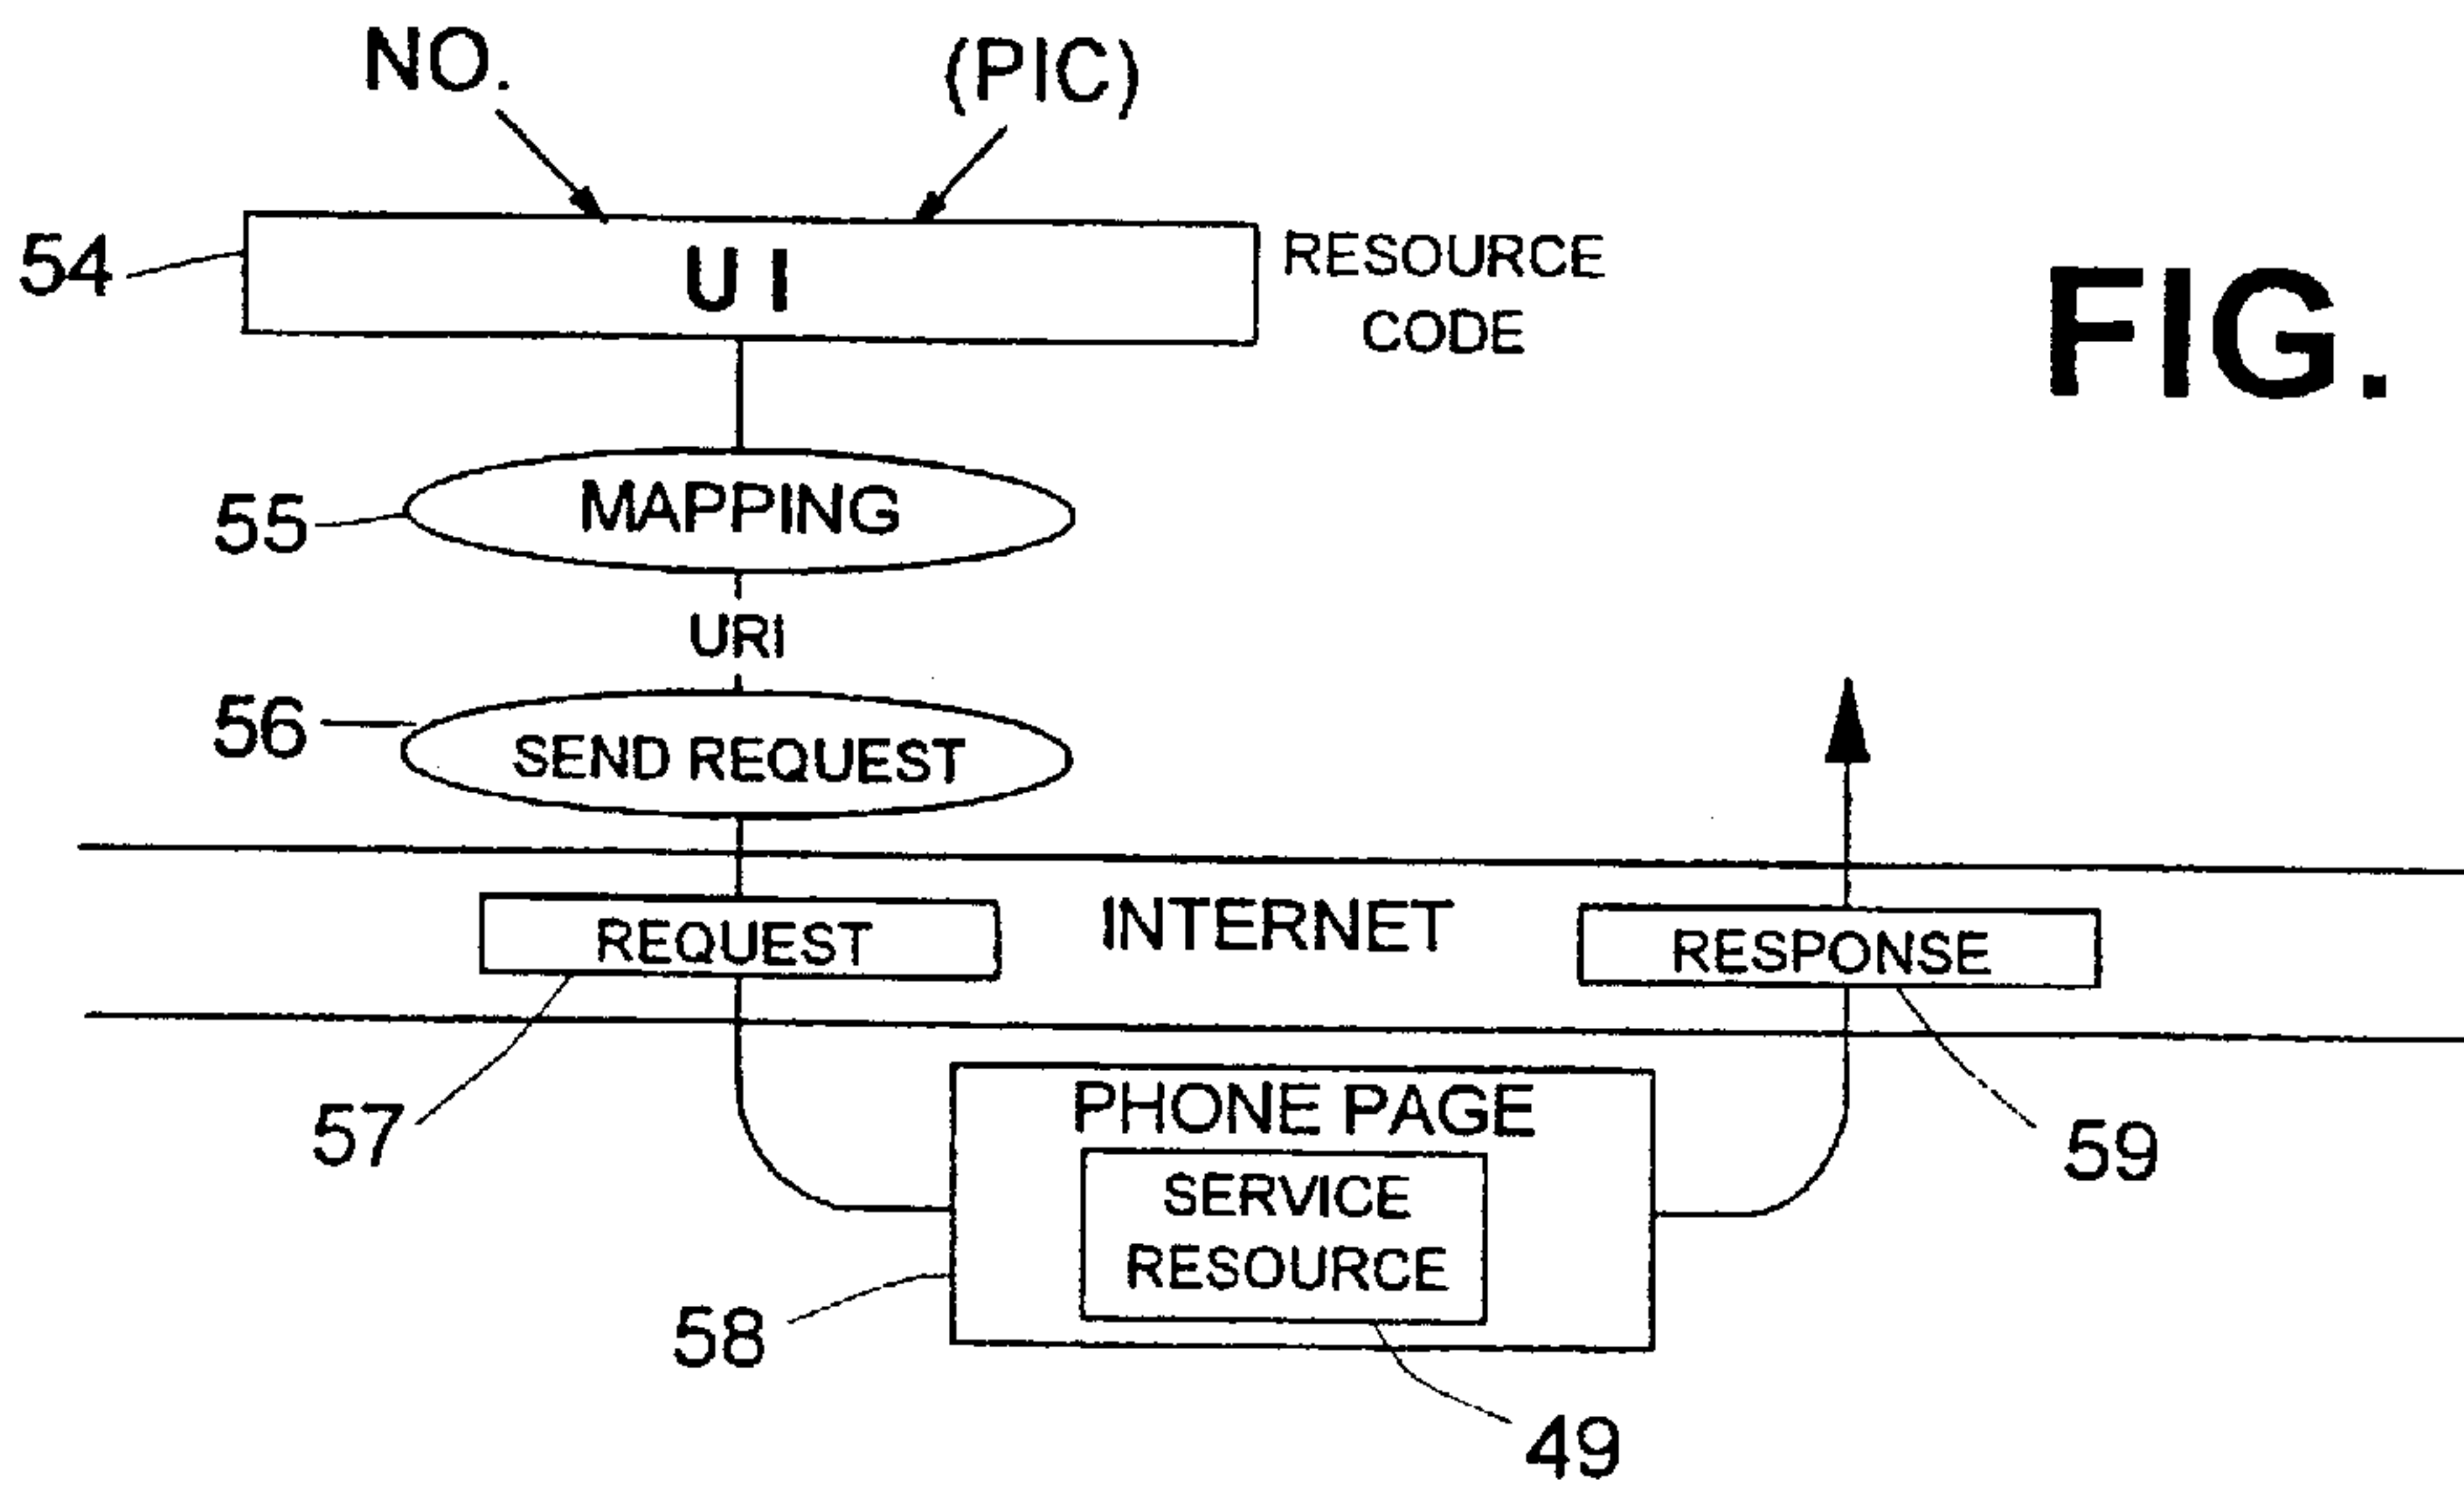 NO.
(PIC)
54
U I
RESOURCE
CODE
FIG.
55
MAPPING
URI
56
SEND REQUEST
REQUEST
INTERNET
RESPONSE
57
PHONE PAGE
59
SERVICE
RESOURCE
58
49